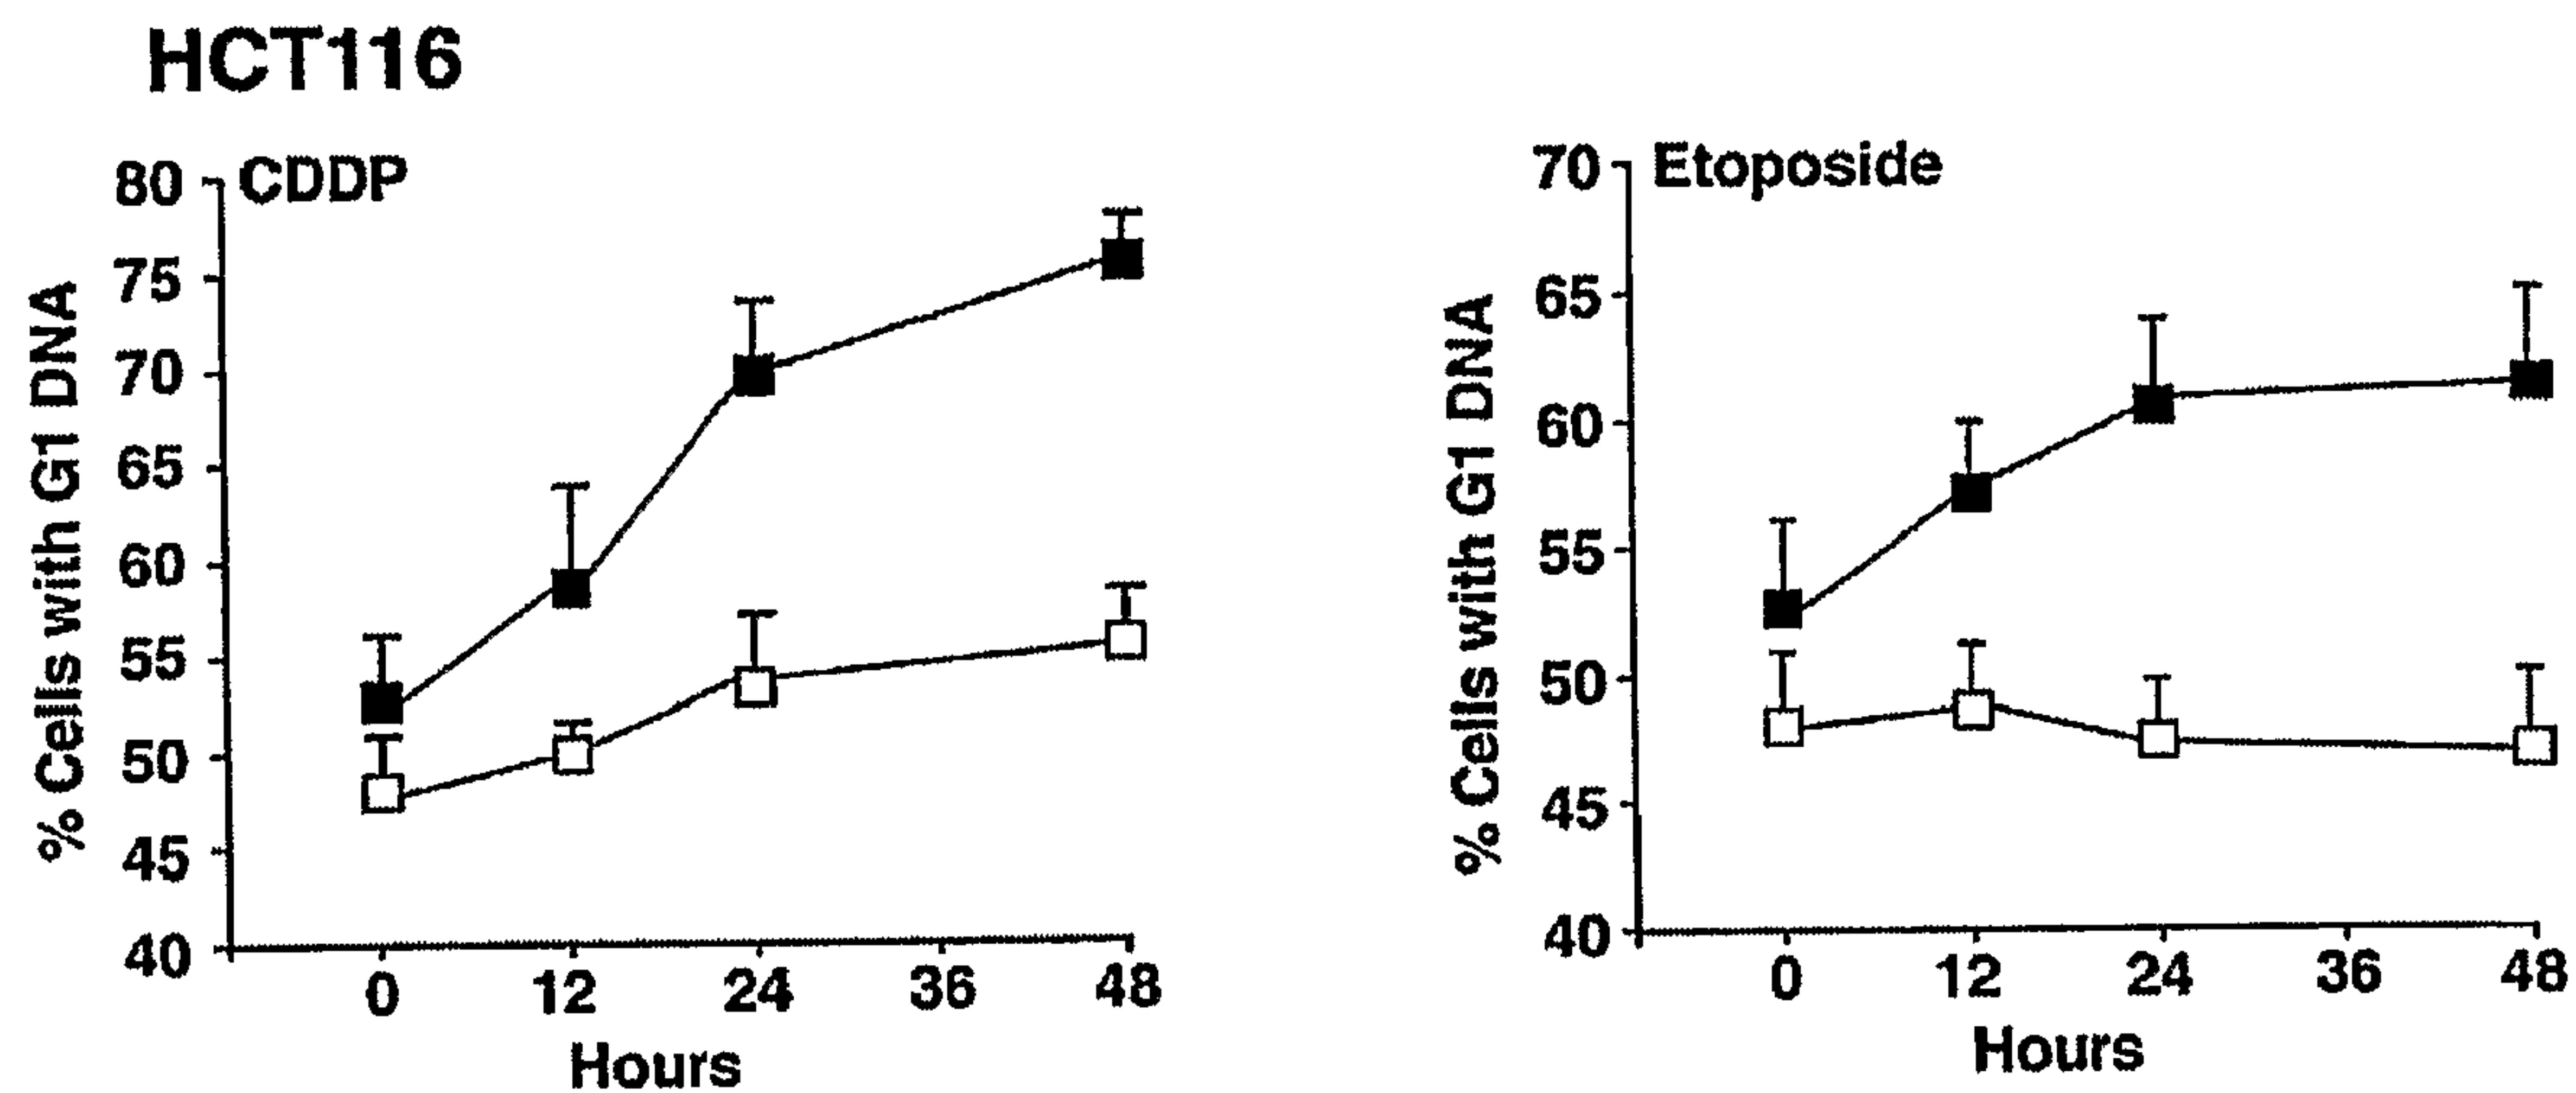 HCT116
CDDP
% Cells with G1 DNA
80
75
70
65
60
55
50
45
40
0 12 24 36 48
Hours
Etoposide
% Cells with G1 DNA
70
65
60
55
50
45
40
0 12 24 36 48
Hours